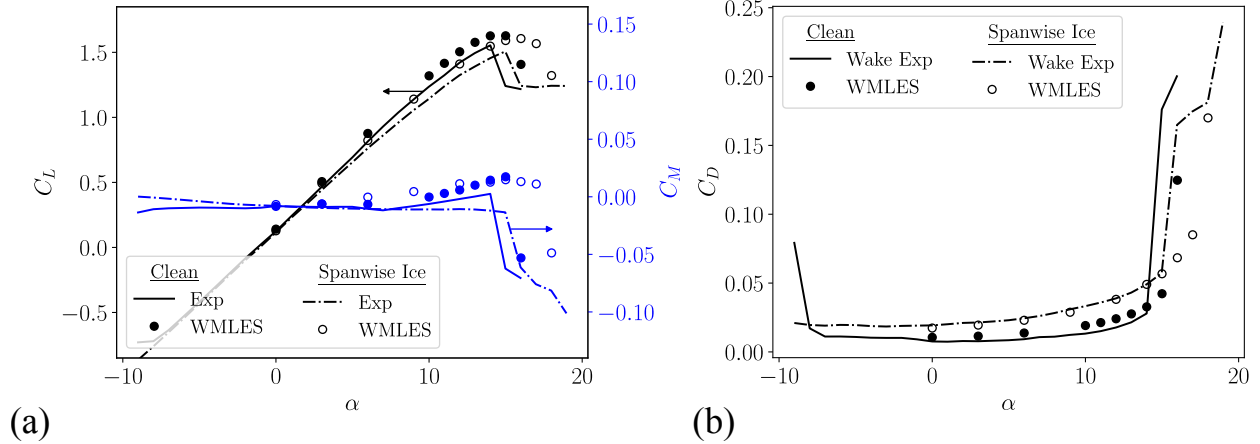 1.5
1.0
0.5
0.0
−0.5
C_L
−10
0
10
20
α
0.15
0.10
0.05
0.00
−0.05
−0.10
C_M
Clean
Exp
WMLES
Spanwise Ice
Exp
WMLES
(a)
0.25
0.20
0.15
0.10
0.05
0.00
C_D
−10
0
10
20
α
Clean
Wake Exp
WMLES
Spanwise Ice
Wake Exp
WMLES
(b)